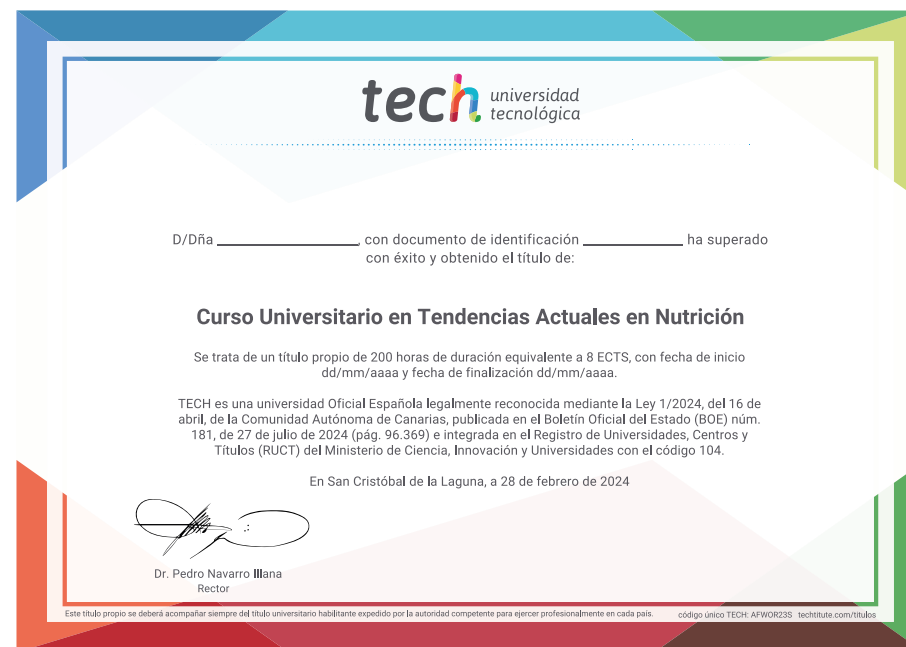 tech universidad
tecnológica
D/Dña ____________________, con documento de identificación ______________ ha superado
con éxito y obtenido el título de:
Curso Universitario en Tendencias Actuales en Nutrición
Se trata de un título propio de 200 horas de duración equivalente a 8 ECTS, con fecha de inicio
dd/mm/aaaa y fecha de finalización dd/mm/aaaa.
TECH es una universidad Oficial Española legalmente reconocida mediante la Ley 1/2024, del 16 de
abril, de la Comunidad Autónoma de Canarias, publicada en el Boletín Oficial del Estado (BOE) núm.
181, de 27 de julio de 2024 (pág. 96.369) e integrada en el Registro de Universidades, Centros y
Títulos (RUCT) del Ministerio de Ciencia, Innovación y Universidades con el código 104.
En San Cristóbal de la Laguna, a 28 de febrero de 2024
Dr. Pedro Navarro Illana
Rector
Este título propio se deberá acompañar siempre del título universitario habilitante expedido por la autoridad competente para ejercer profesionalmente en cada país.
código único TECH: AFWOR23S techtitute.com/titulos